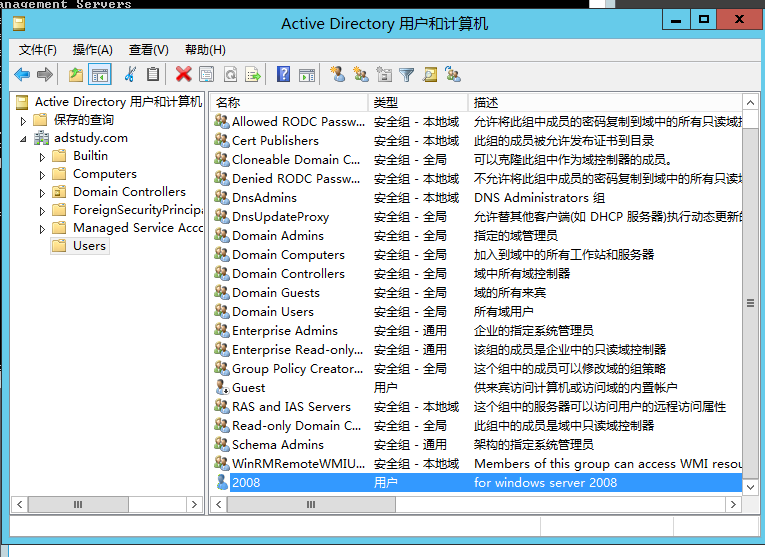 anagement Servers
Active Directory 用户和计算机
文件(F) 操作(A) 查看(V) 帮助(H)
Active Directory 用户和计算机
保存的查询
adstudy.com
Builtin
Computers
Domain Controllers
ForeignSecurityPrincipa
Managed Service Acco
Users
名称 类型 描述
Allowed RODC Passw... 安全组 - 本地域 允许将此组中成员的密码复制到域中的所有只读域控
Cert Publishers 安全组 - 本地域 此组的成员被允许发布证书到目录
Cloneable Domain C... 安全组 - 全局 可以克隆此组中作为域控制器的成员。
Denied RODC Passw... 安全组 - 本地域 不允许将此组中成员的密码复制到域中的所有只读域
DnsAdmins 安全组 - 本地域 DNS Administrators 组
DnsUpdateProxy 安全组 - 全局 允许替其他客户端(如 DHCP 服务器)执行动态更新的
Domain Admins 安全组 - 全局 指定的域管理员
Domain Computers 安全组 - 全局 加入到域中的所有工作站和服务器
Domain Controllers 安全组 - 全局 域中所有域控制器
Domain Guests 安全组 - 全局 域的所有来宾
Domain Users 安全组 - 全局 所有域用户
Enterprise Admins 安全组 - 通用 企业的指定系统管理员
Enterprise Read-only... 安全组 - 通用 该组的成员是企业中的只读域控制器
Group Policy Creator... 安全组 - 全局 这个组中的成员可以修改域的组策略
Guest 用户 供来宾访问计算机或访问域的内置帐户
RAS and IAS Servers 安全组 - 本地域 这个组中的服务器可以访问用户的远程访问属性
Read-only Domain C... 安全组 - 全局 此组中的成员是域中只读域控制器
Schema Admins 安全组 - 通用 架构的指定系统管理员
WinRMRemoteWMIU... 安全组 - 本地域 Members of this group can access WMI resou
2008 用户 for windows server 2008